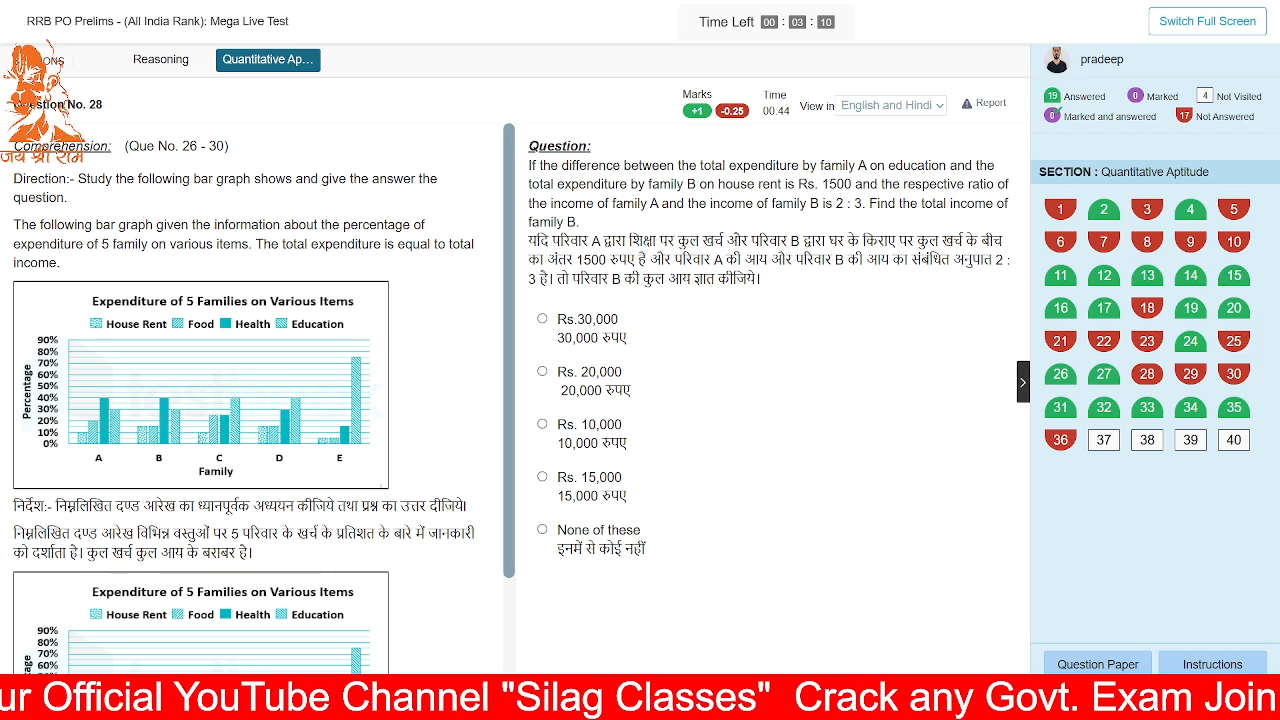 RRB PO Prelims - (All India Rank): Mega Live Test
Time Left 00 : 03 : 10
Switch Full Screen
Reasoning
Quantitative Ap...
pradeep
Question No. 28
Marks
+1 -0.25
Time
00:44
View in English and Hindi
Report
19 Answered
0 Marked
4 Not Visited
0 Marked and answered
17 Not Answered
जय श्री राम
Comprehension: (Que No. 26 - 30)
Direction:- Study the following bar graph shows and give the answer the
question.
The following bar graph given the information about the percentage of
expenditure of 5 family on various items. The total expenditure is equal to total
income.
Expenditure of 5 Families on Various Items
House Rent Food Health Education
90%
80%
70%
60%
50%
40%
30%
20%
10%
0%
Percentage
A B C D E
Family
निर्देश:- निम्नलिखित दण्ड आरेख का ध्यानपूर्वक अध्ययन कीजिये तथा प्रश्न का उत्तर दीजिये।
निम्नलिखित दण्ड आरेख विभिन्न वस्तुओं पर 5 परिवार के खर्च के प्रतिशत के बारे में जानकारी
को दर्शाता है। कुल खर्च कुल आय के बराबर है।
Expenditure of 5 Families on Various Items
House Rent Food Health Education
90%
80%
70%
60%
Question:
If the difference between the total expenditure by family A on education and the
total expenditure by family B on house rent is Rs. 1500 and the respective ratio of
the income of family A and the income of family B is 2 : 3. Find the total income of
family B.
यदि परिवार A द्वारा शिक्षा पर कुल खर्च और परिवार B द्वारा घर के किराए पर कुल खर्च के बीच
का अंतर 1500 रुपए है और परिवार A की आय और परिवार B की आय का संबंधित अनुपात 2 :
3 है। तो परिवार B की कुल आय ज्ञात कीजिये।
Rs.30,000
30,000 रुपए
Rs. 20,000
20,000 रुपए
Rs. 10,000
10,000 रुपए
Rs. 15,000
15,000 रुपए
None of these
इनमें से कोई नहीं
SECTION : Quantitative Aptitude
1 2 3 4 5
6 7 8 9 10
11 12 13 14 15
16 17 18 19 20
21 22 23 24 25
26 27 28 29 30
31 32 33 34 35
36 37 38 39 40
Question Paper
Instructions
ur Official YouTube Channel "Silag Classes" Crack any Govt. Exam Join